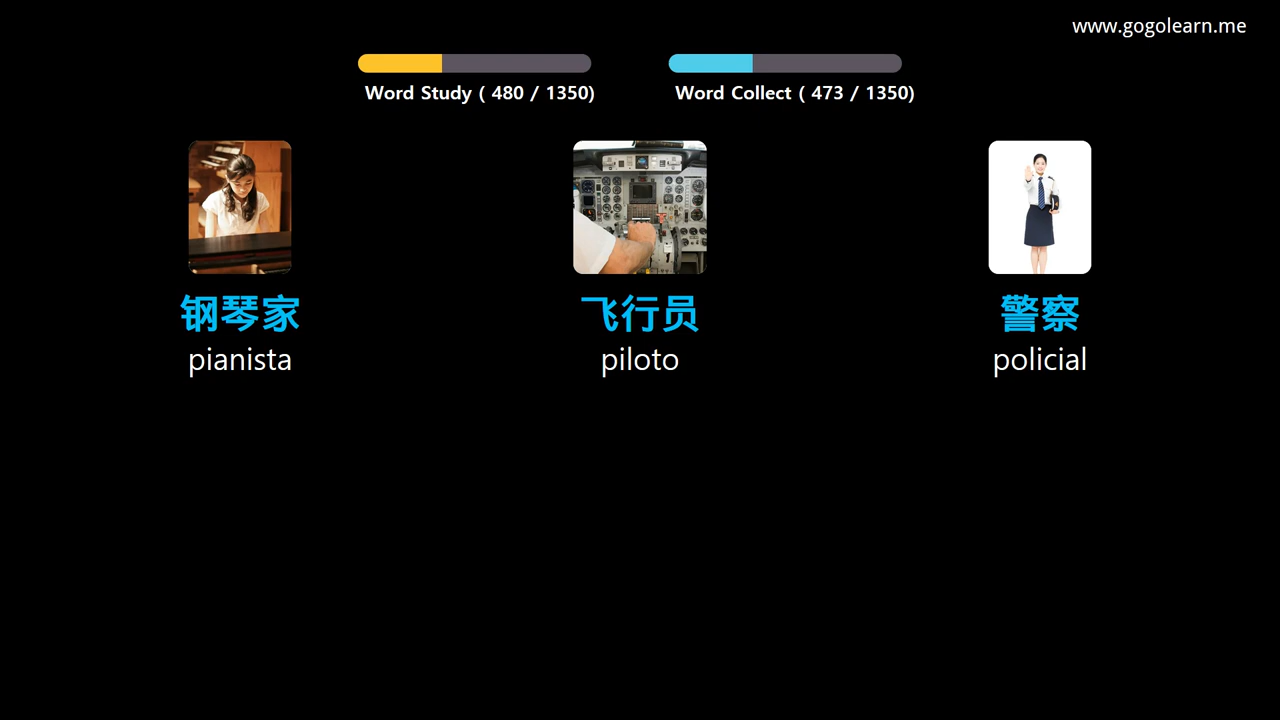 www.gogolearn.me
Word Study ( 480 / 1350)
Word Collect ( 473 / 1350)
钢琴家
飞行员
警察
pianista
piloto
policial